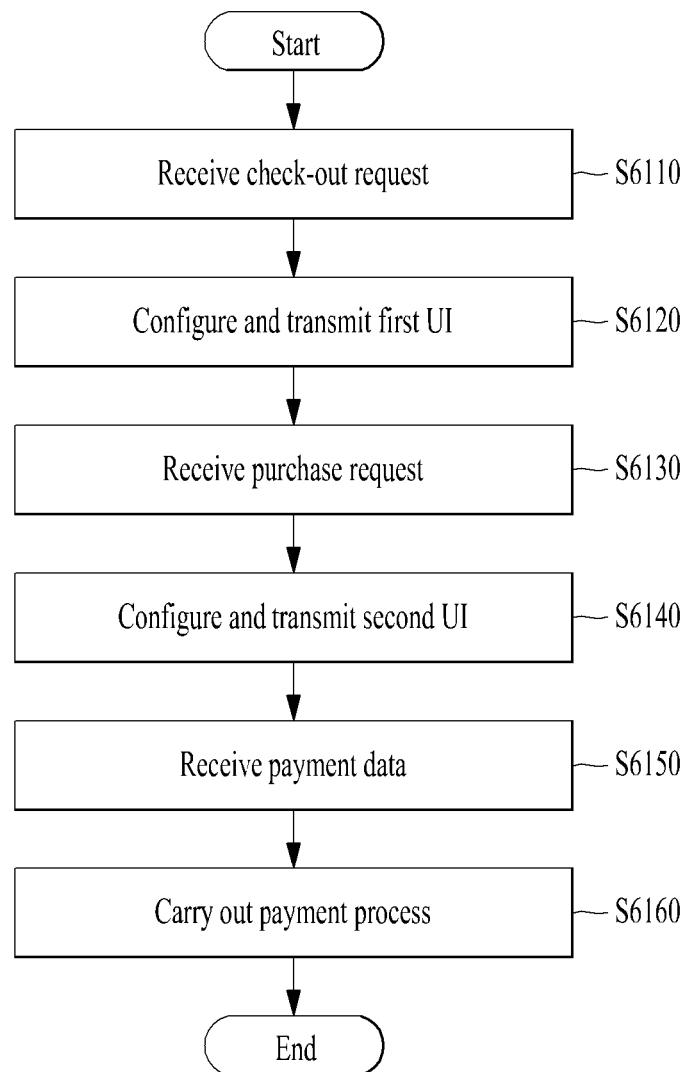 Start
Receive check-out request
S6110
Configure and transmit first UI
S6120
Receive purchase request
S6130
Configure and transmit second UI
S6140
Receive payment data
S6150
Carry out payment process
S6160
End